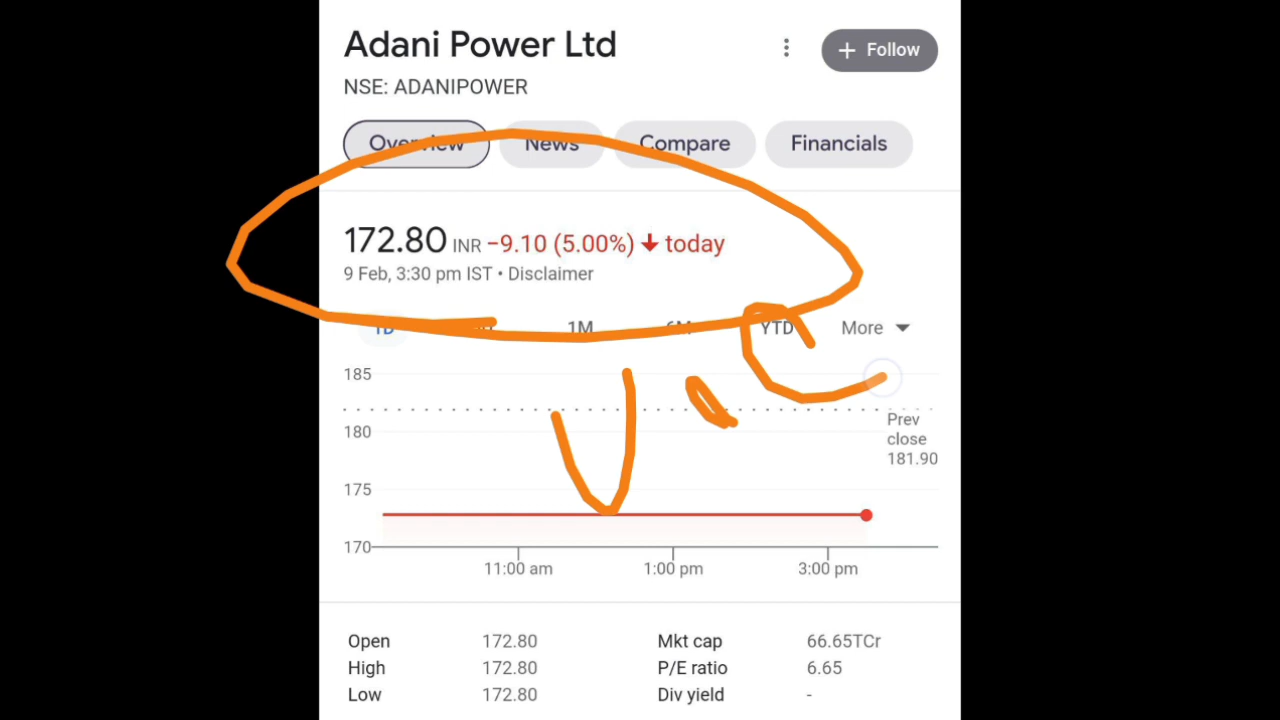 Adani Power Ltd
+ Follow
NSE: ADANIPOWER
Overview News Compare Financials
172.80 INR −9.10 (5.00%) ↓ today
9 Feb, 3:30 pm IST • Disclaimer
1D 1M 6M YTD More
185
180
Prev
close
181.90
175
170
11:00 am 1:00 pm 3:00 pm
Open 172.80 Mkt cap 66.65TCr
High 172.80 P/E ratio 6.65
Low 172.80 Div yield -